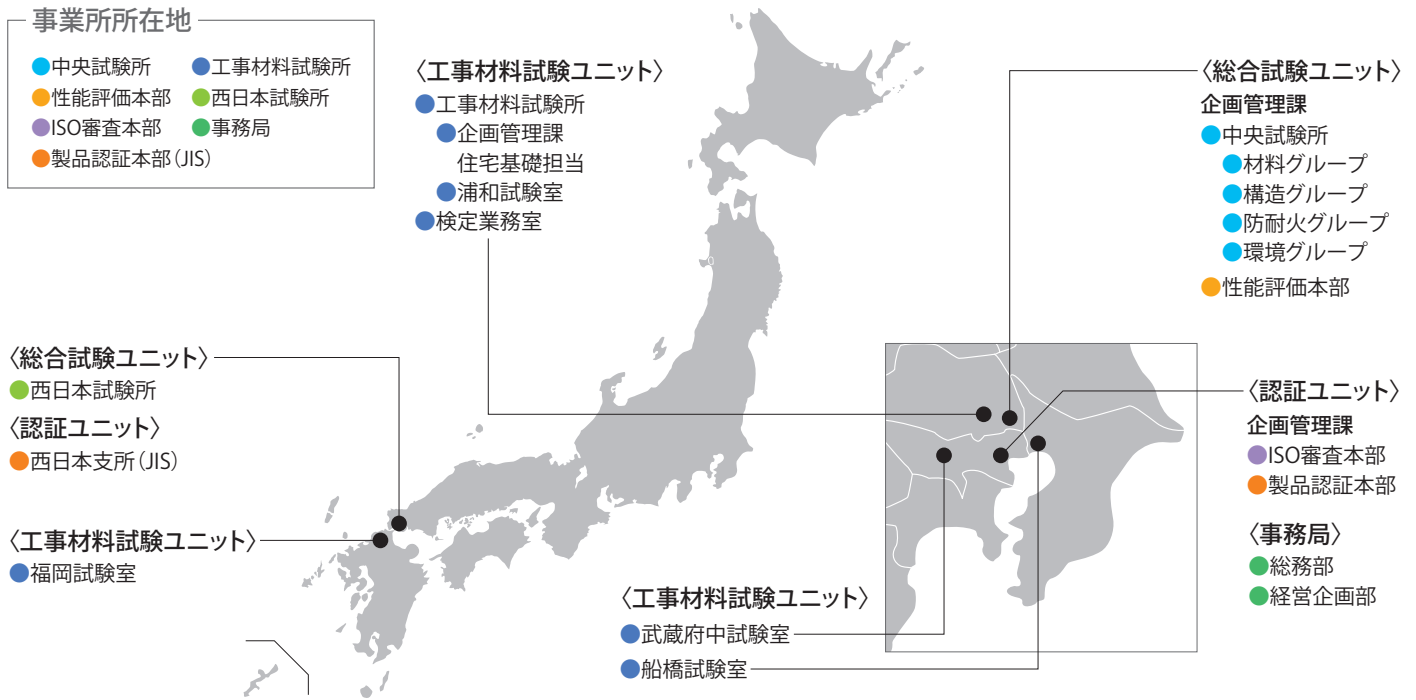 事業所所在地
●中央試験所 ●工事材料試験所
●性能評価本部 ●西日本試験所
●ISO審査本部 ●事務局
●製品認証本部(JIS)
〈工事材料試験ユニット〉
●工事材料試験所
●企画管理課
住宅基礎担当
●浦和試験室
●検定業務室
〈総合試験ユニット〉
企画管理課
●中央試験所
●材料グループ
●構造グループ
●防耐火グループ
●環境グループ
●性能評価本部
〈総合試験ユニット〉
●西日本試験所
〈認証ユニット〉
●西日本支所(JIS)
〈工事材料試験ユニット〉
●福岡試験室
〈認証ユニット〉
企画管理課
●ISO審査本部
●製品認証本部
〈事務局〉
●総務部
●経営企画部
〈工事材料試験ユニット〉
●武蔵府中試験室
●船橋試験室